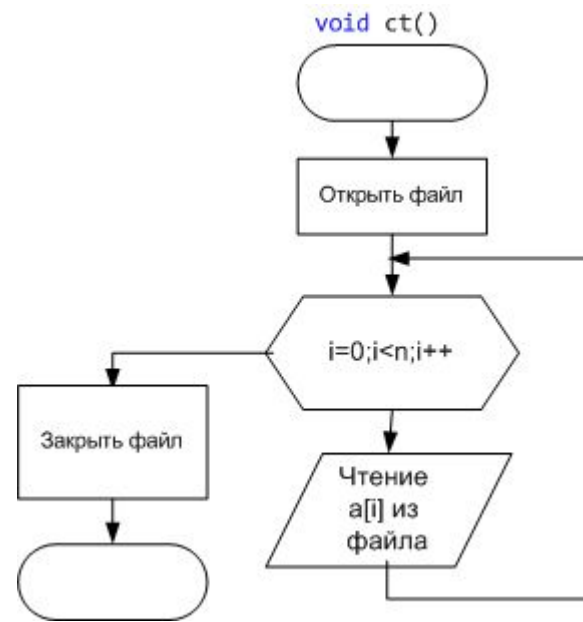 void ct()
Открыть файл
i=0;i<n;i++
Закрыть файл
Чтение
a[i] из
файла